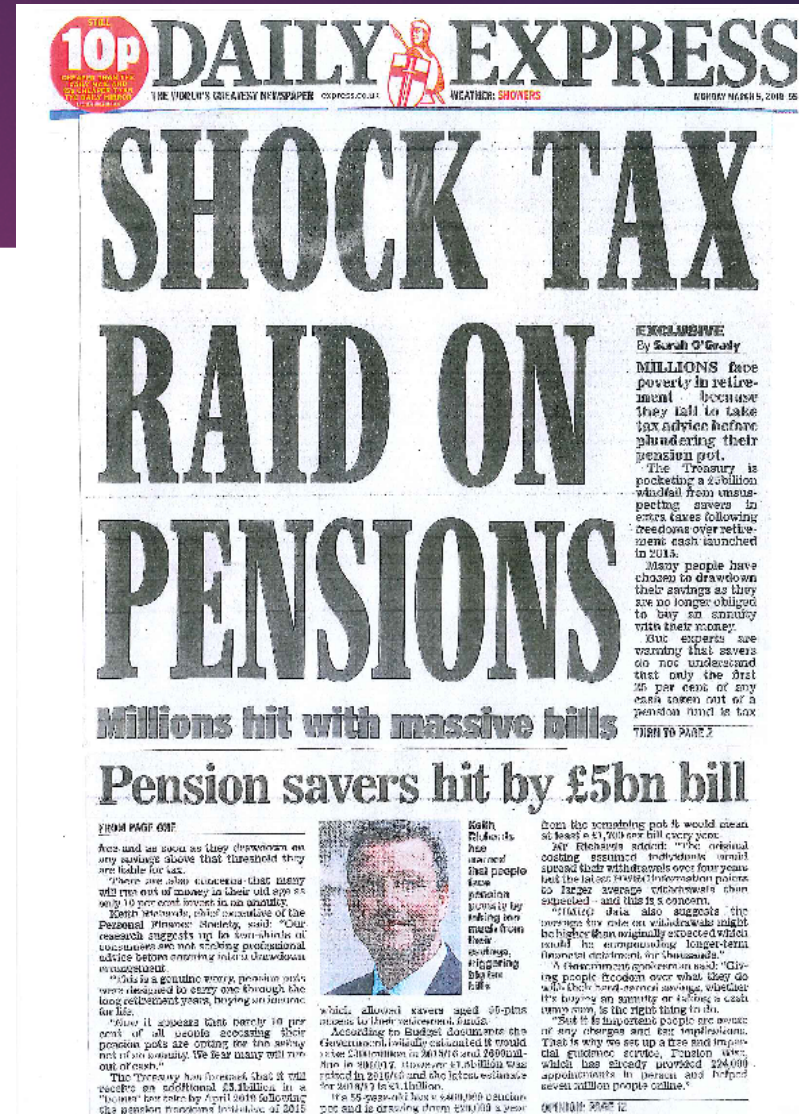 STILL
10p
DAILY EXPRESS
THE WORLD'S GREATEST NEWSPAPER express.co.uk WEATHER: SHOWERS MONDAY MARCH 5, 2018
SHOCK TAX
RAID ON
PENSIONS
EXCLUSIVE
By Sarah O'Grady
MILLIONS face
poverty in retire-
ment because
they fail to take
tax advice before
plundering their
pension pot.
The Treasury is
pocketing a £5billion
windfall from unsus-
pecting savers in
extra taxes following
freedoms over retire-
ment cash launched
in 2015.
Many people have
chosen to drawdown
their savings as they
are no longer obliged
to buy an annuity
with their money.
But experts are
warning that savers
do not understand
that only the first
25 per cent of any
cash taken out of a
pension fund is tax
TURN TO PAGE 2
Millions hit with massive bills
Pension savers hit by £5bn bill
FROM PAGE ONE
free and as soon as they drawdown on
any savings above that threshold they
are liable for tax.
There are also concerns that many
will run out of money in their old age as
only 10 per cent invest in an annuity.
Keith Richards, chief executive of the
Personal Finance Society, said: "Our
research suggests up to two-thirds of
consumers are not seeking professional
advice before entering into a drawdown
arrangement.
"This is a genuine worry, pension pots
were designed to carry one through the
long retirement years, buying an income
for life.
"Now it appears that barely 10 per
cent of all people accessing their
pension pots are opting for the safety
net of an annuity. We fear many will run
out of cash."
The Treasury has forecast that it will
receive an additional £5.1billion in a
"bonus" tax take by April 2019 following
the pension freedoms initiative of 2015
Keith
Richards
has
warned
that people
face
pension
poverty by
taking too
much from
their
savings,
triggering
big tax
bills
which allowed savers aged 55-plus
access to their retirement funds.
According to Budget documents the
Government initially estimated it would
raise £300million in 2015/16 and £600mil-
lion in 2016/17. However £1.5billion was
raised in 2015/16 and the latest estimate
for 2016/17 is £1.1billion.
If a 55-year-old has a £400,000 pension
pot and is drawing down £20,000 a year
from the remaining pot it would mean
at least a £1,700 tax bill every year.
Mr Richards added: "The original
costing assumed individuals would
spread their withdrawals over four years
but the latest information points
to larger average withdrawals than
expected – and this is a concern.
data also suggests the
average tax rate on withdrawals might
be higher than originally expected which
could be compounding longer-term
financial detriment for thousands."
A Government spokesman said: "Giv-
ing people freedom over what they do
with their hard-earned savings, whether
it's buying an annuity or taking a cash
lump sum, is the right thing to do.
"But it is important people are aware
of any charges and tax implications.
That is why we set up a free and impar-
tial guidance service, Pension Wise,
which has already provided 224,000
appointments in person and helped
seven million people online."
OPINION: PAGE 12